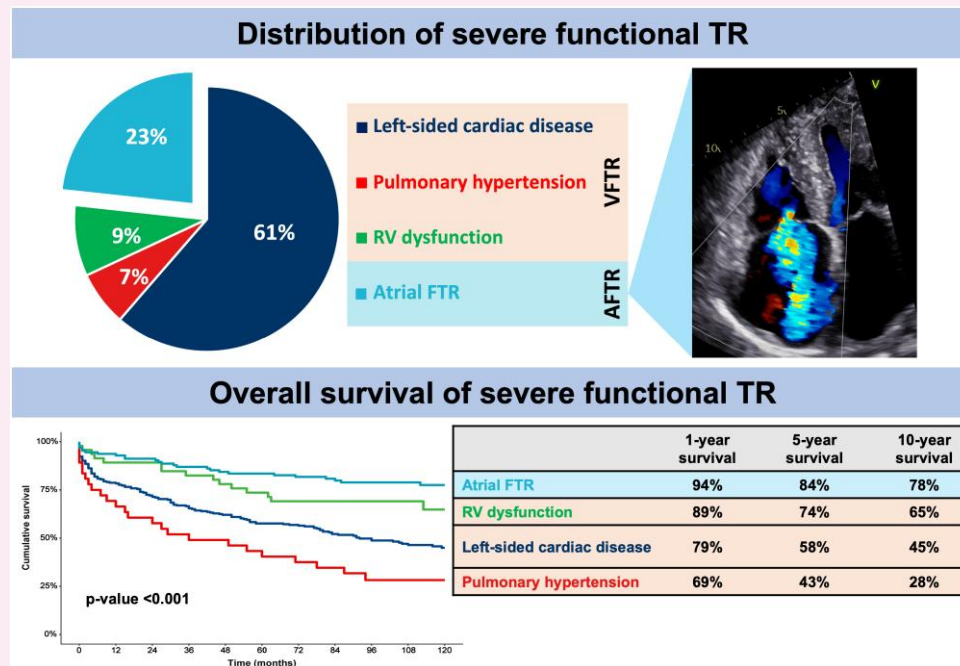 Distribution of severe functional TR
23%
9%
7%
61%
Left-sided cardiac disease
Pulmonary hypertension
RV dysfunction
VFTR
Atrial FTR
AFTR
5
10
V
Overall survival of severe functional TR
Cumulative survival
100%
75%
50%
25%
0%
p-value <0.001
0 12 24 36 48 60 72 84 96 108 120
Time (months)
1-year survival 5-year survival 10-year survival
Atrial FTR 94% 84% 78%
RV dysfunction 89% 74% 65%
Left-sided cardiac disease 79% 58% 45%
Pulmonary hypertension 69% 43% 28%